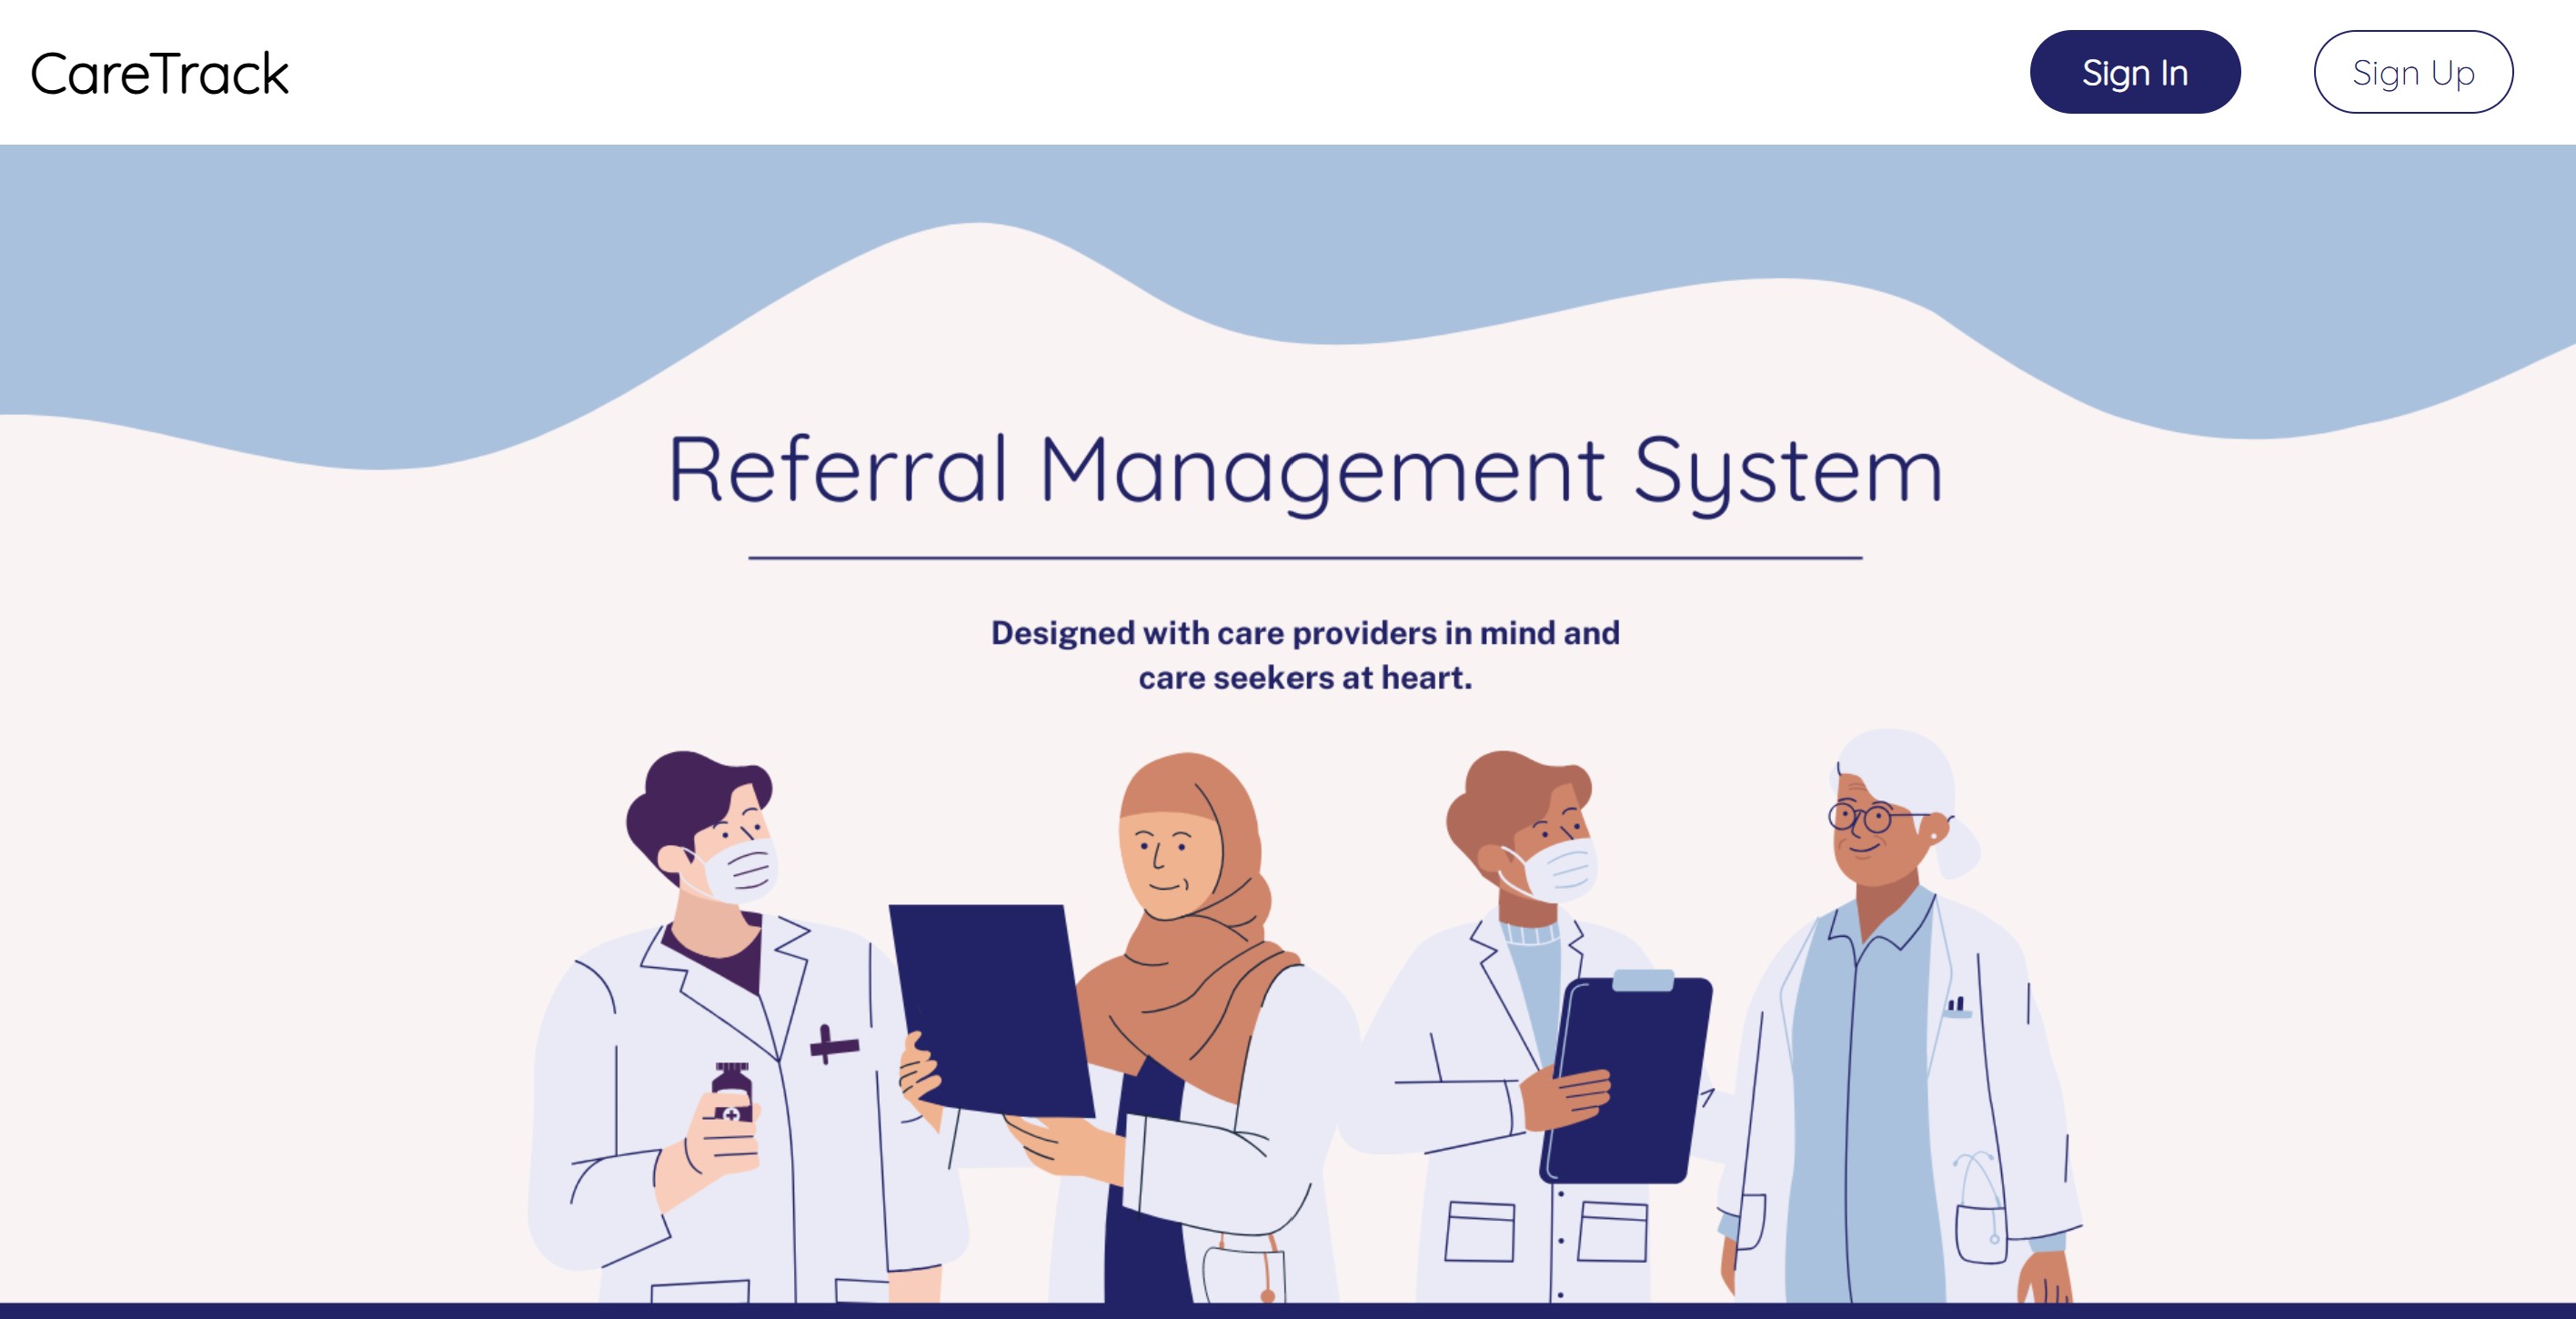 CareTrack
Sign In
Sign Up
Referral Management System
Designed with care providers in mind and
care seekers at heart.